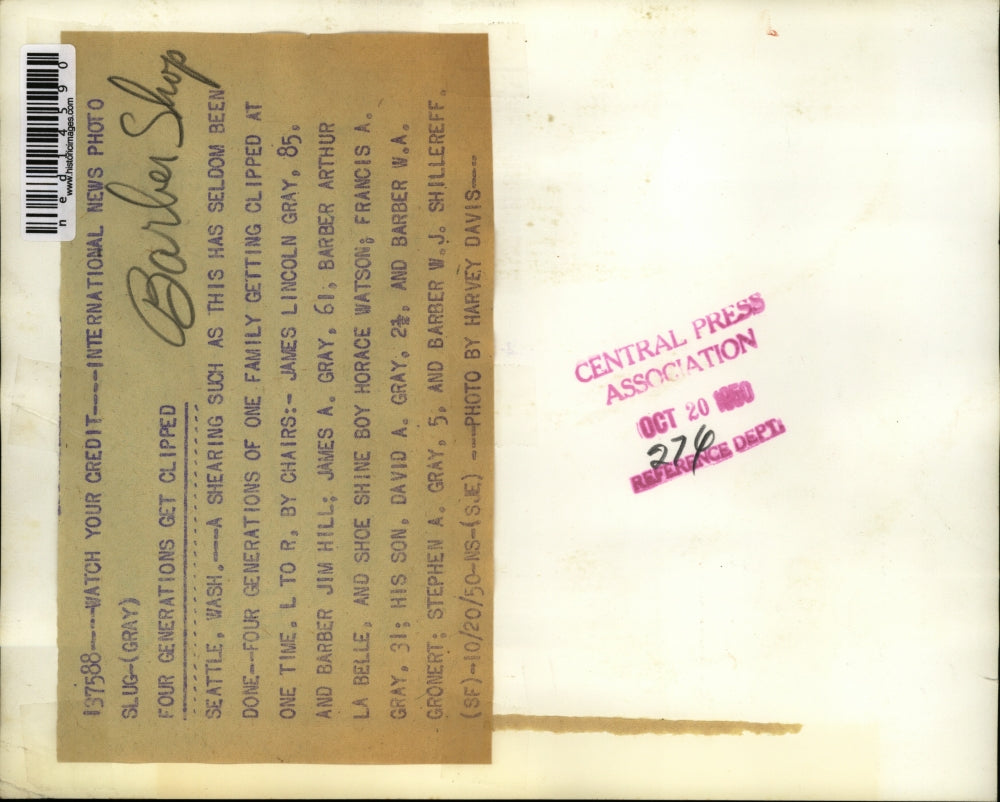 137588----WATCH YOUR CREDIT----INTERNATIONAL NEWS PHOTO
SLUG-(GRAY)
Barber Shop
FOUR GENERATIONS GET CLIPPED
SEATTLE, WASH.,---A SHEARING SUCH AS THIS HAS SELDOM BEEN
DONE--FOUR GENERATIONS OF ONE FAMILY GETTING CLIPPED AT
ONE TIME. L TO R, BY CHAIRS:- JAMES LINCOLN GRAY, 85,
AND BARBER JIM HILL; JAMES A. GRAY, 61, BARBER ARTHUR
LA BELLE, AND SHOE SHINE BOY HORACE WATSON; FRANCIS A.
GRAY, 31; HIS SON, DAVID A. GRAY, 2½, AND BARBER W.A.
GRONERT; STEPHEN A. GRAY, 5, AND BARBER W.J. SHILLEREFF.
(SF)-10/20/50-NS-(SJE) ---PHOTO BY HARVEY DAVIS----
ned14590
www.historicimages.com
CENTRAL PRESS
ASSOCIATION
OCT 20 1950
274
REFERENCE DEPT.